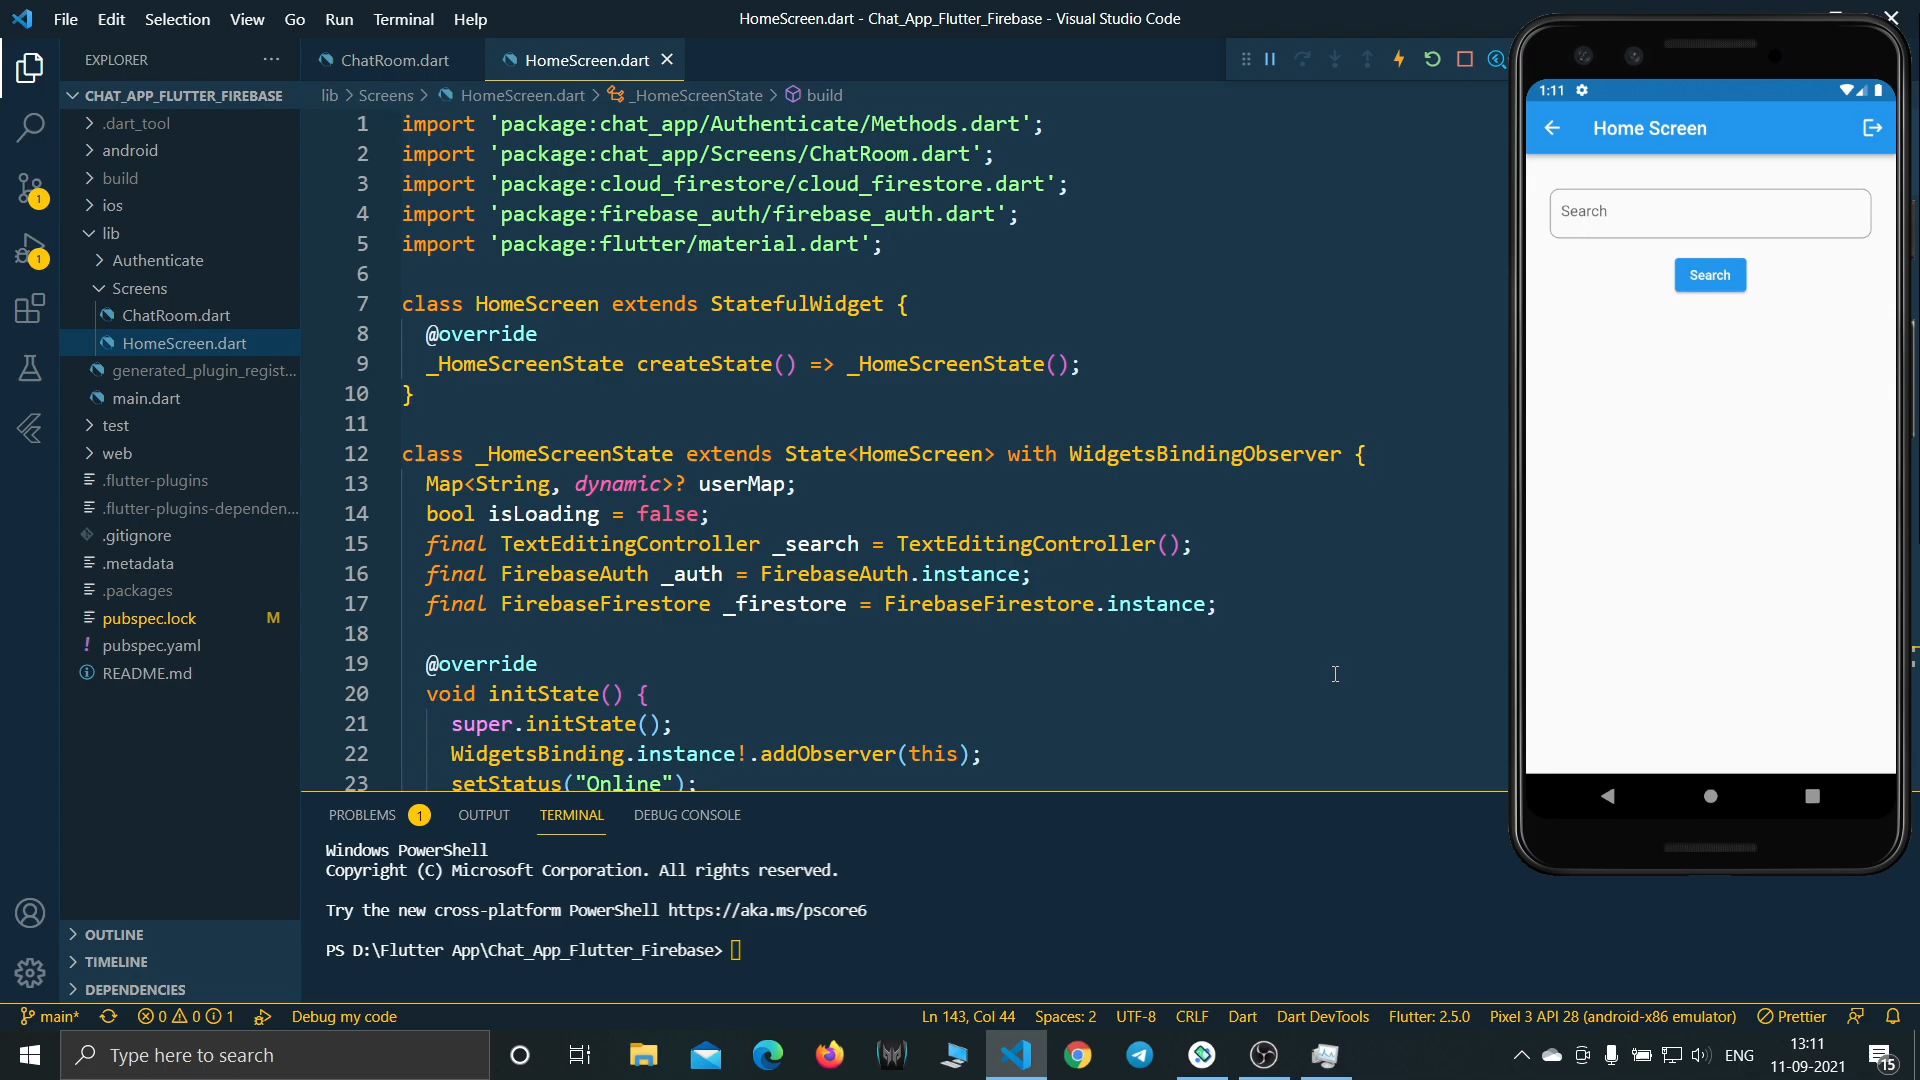 File Edit Selection View Go Run Terminal Help
HomeScreen.dart - Chat_App_Flutter_Firebase - Visual Studio Code
EXPLORER
CHAT_APP_FLUTTER_FIREBASE
.dart_tool
android
build
ios
lib
Authenticate
Screens
ChatRoom.dart
HomeScreen.dart
generated_plugin_regist...
main.dart
test
web
.flutter-plugins
.flutter-plugins-dependen...
.gitignore
.metadata
.packages
pubspec.lock M
pubspec.yaml
README.md
OUTLINE
TIMELINE
DEPENDENCIES
1
1
ChatRoom.dart HomeScreen.dart
lib > Screens > HomeScreen.dart > _HomeScreenState > build
1 import 'package:chat_app/Authenticate/Methods.dart';
2 import 'package:chat_app/Screens/ChatRoom.dart';
3 import 'package:cloud_firestore/cloud_firestore.dart';
4 import 'package:firebase_auth/firebase_auth.dart';
5 import 'package:flutter/material.dart';
6
7 class HomeScreen extends StatefulWidget {
8 @override
9 _HomeScreenState createState() => _HomeScreenState();
10 }
11
12 class _HomeScreenState extends State<HomeScreen> with WidgetsBindingObserver {
13 Map<String, dynamic>? userMap;
14 bool isLoading = false;
15 final TextEditingController _search = TextEditingController();
16 final FirebaseAuth _auth = FirebaseAuth.instance;
17 final FirebaseFirestore _firestore = FirebaseFirestore.instance;
18
19 @override
20 void initState() {
21 super.initState();
22 WidgetsBinding.instance!.addObserver(this);
23 setStatus("Online");
PROBLEMS 1 OUTPUT TERMINAL DEBUG CONSOLE
Windows PowerShell
Copyright (C) Microsoft Corporation. All rights reserved.
Try the new cross-platform PowerShell https://aka.ms/pscore6
PS D:\Flutter App\Chat_App_Flutter_Firebase>
1:11
Home Screen
Search
Search
main* 0 0 1 Debug my code Ln 143, Col 44 Spaces: 2 UTF-8 CRLF Dart Dart DevTools Flutter: 2.5.0 Pixel 3 API 28 (android-x86 emulator) Prettier
Type here to search
ENG
13:11
11-09-2021
15